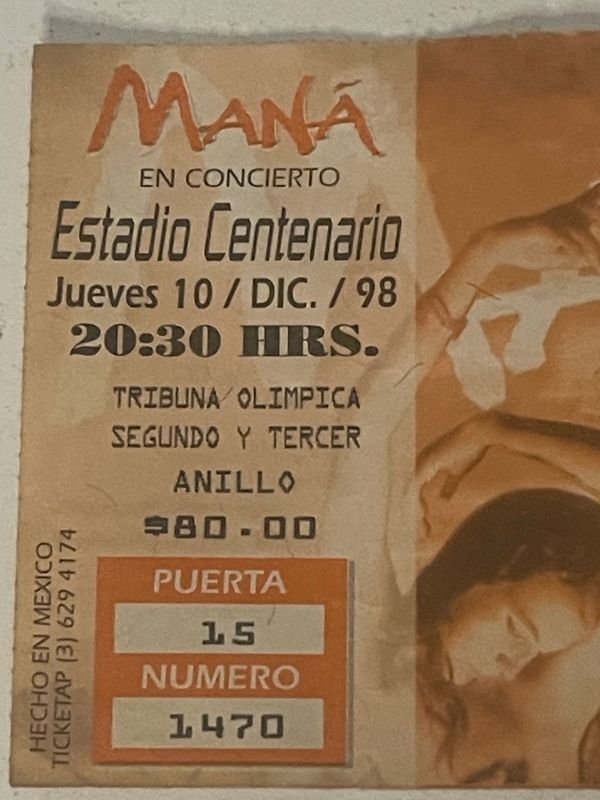 MANÁ
EN CONCIERTO
Estadio Centenario
Jueves 10 / DIC. / 98
20:30 HRS.
TRIBUNA OLIMPICA
SEGUNDO Y TERCER
ANILLO
$80.00
PUERTA
15
NUMERO
1470
HECHO EN MEXICO
TICKETAP (3) 629 4174